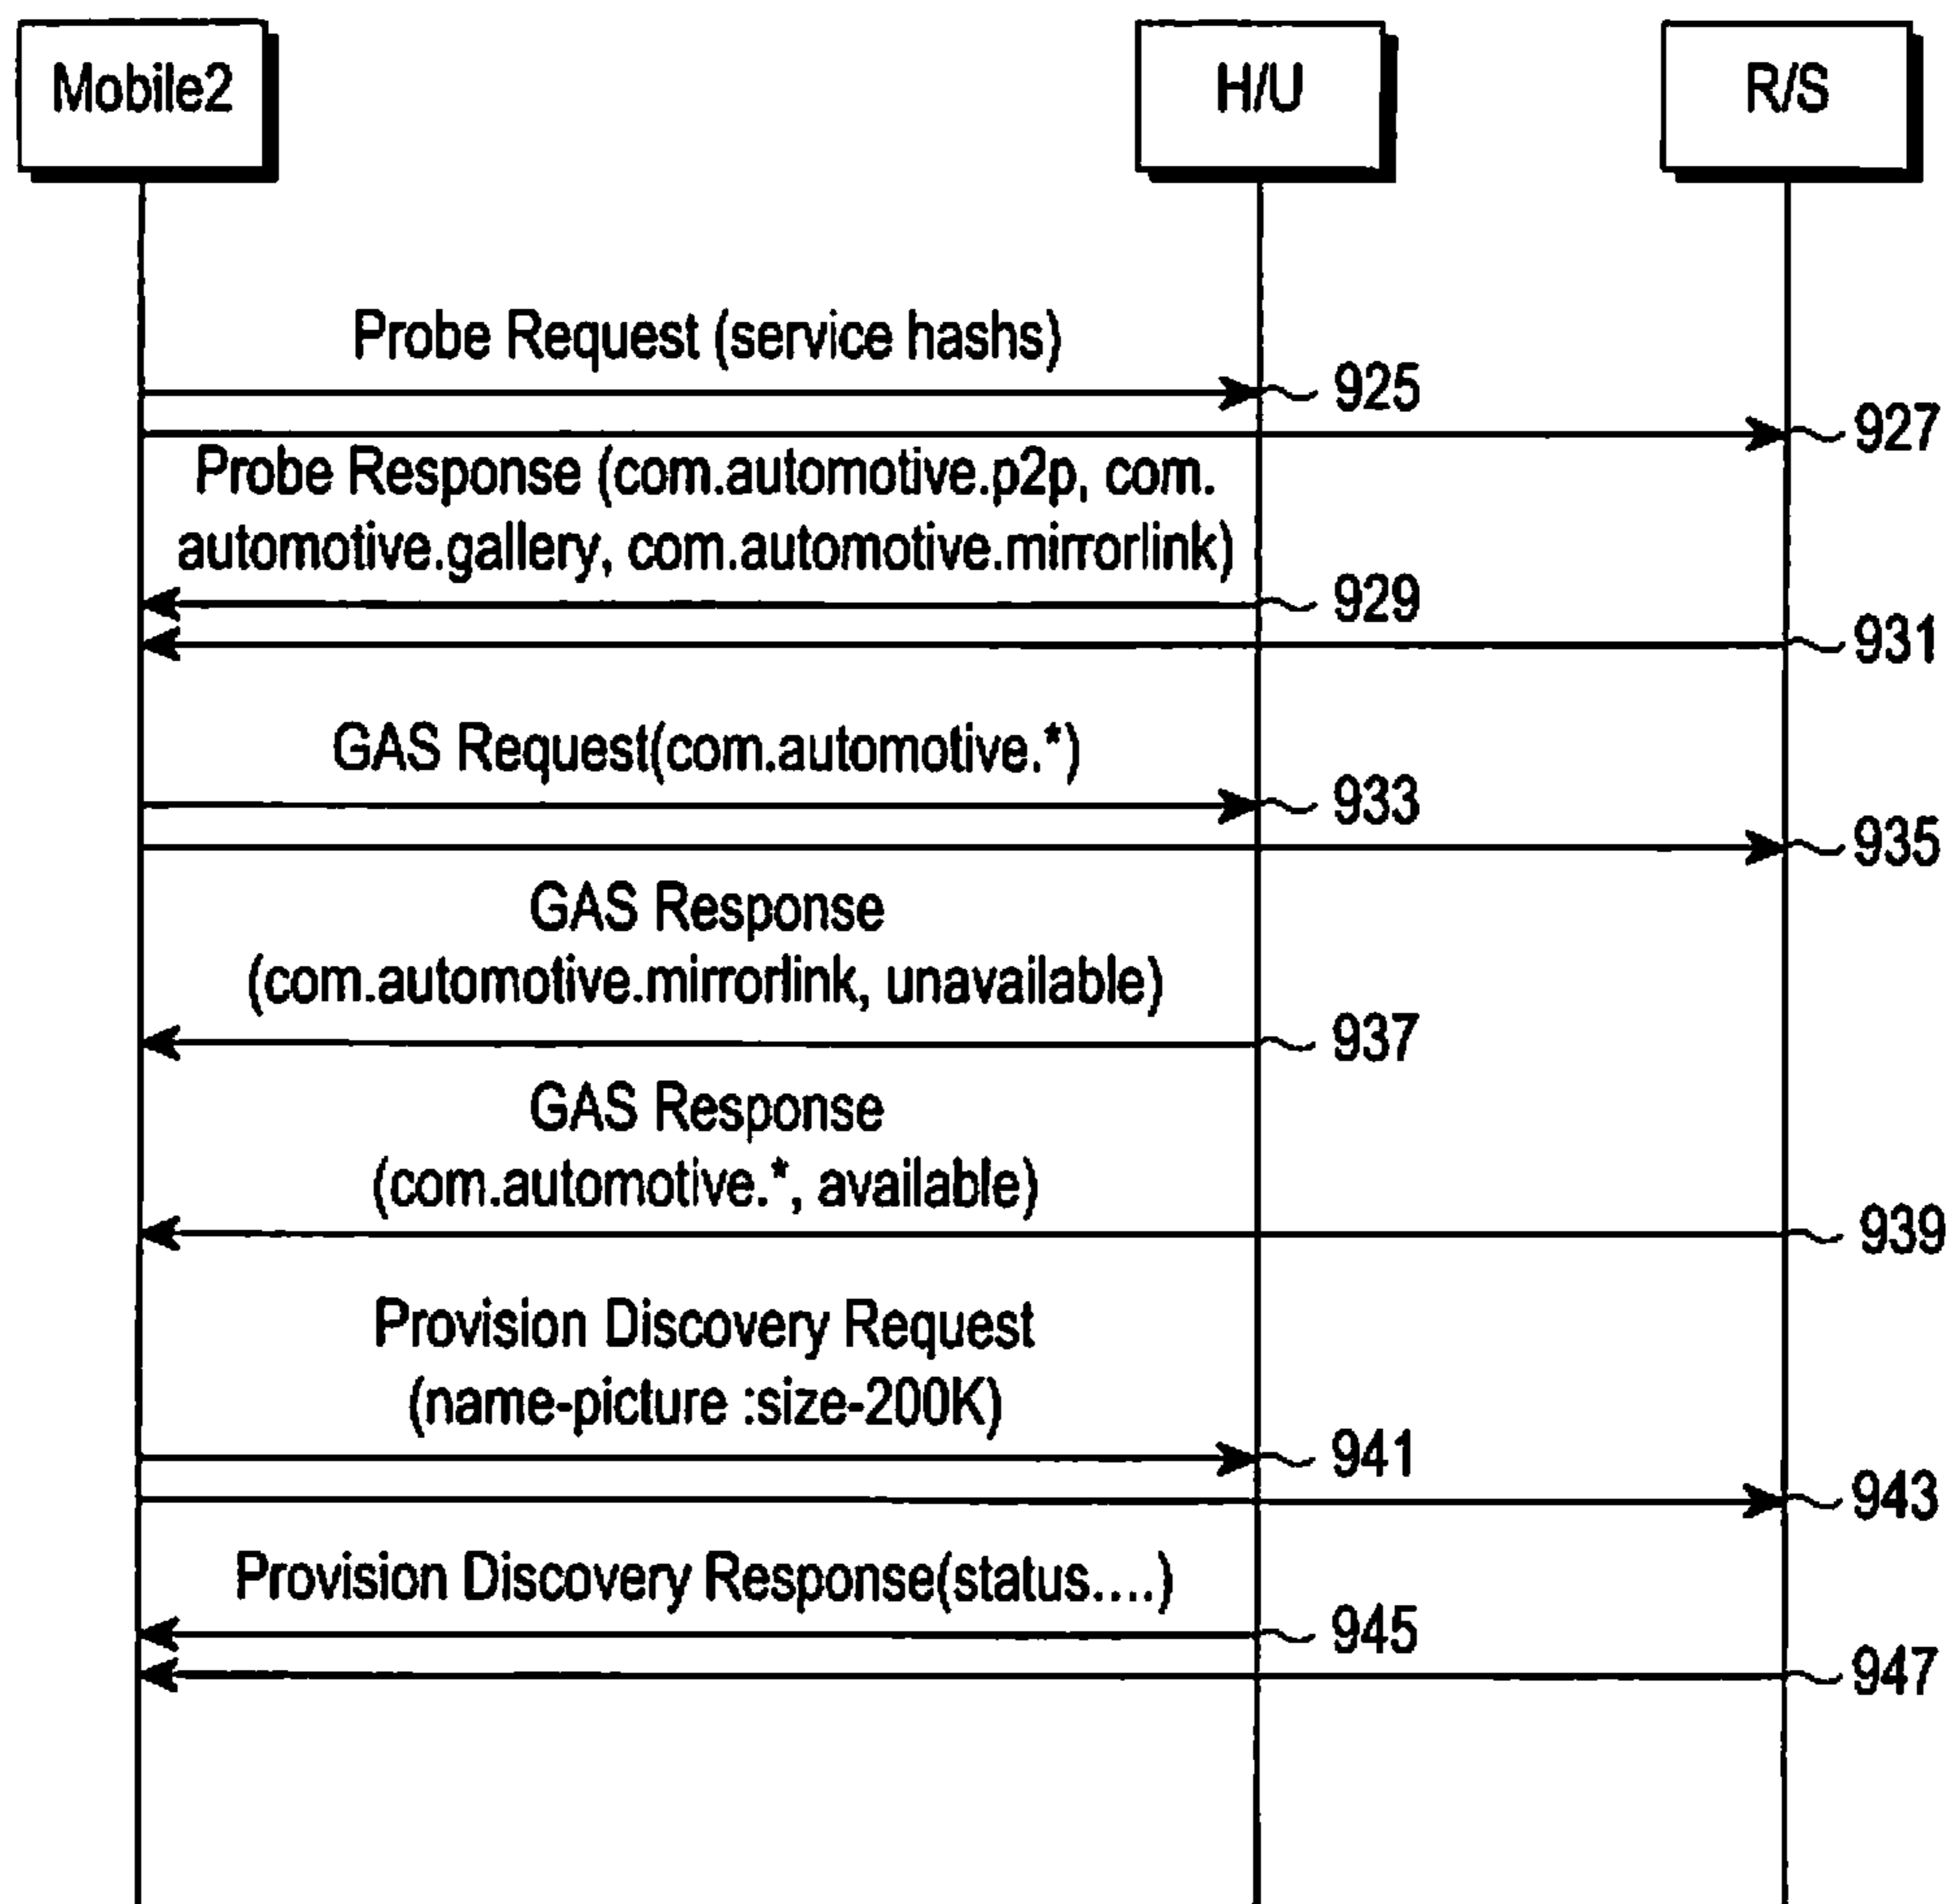 Mobile2
H/U
R/S
Probe Request (service hashs)
925
927
Probe Response (com.automotive.p2p, com.
automotive.gallery, com.automotive.mirrorlink)
929
931
GAS Request(com.automotive.*)
933
935
GAS Response
(com.automotive.mirrorlink, unavailable)
937
GAS Response
(com.automotive.*, available)
939
Provision Discovery Request
(name-picture :size-200K)
941
943
Provision Discovery Response(status....)
945
947